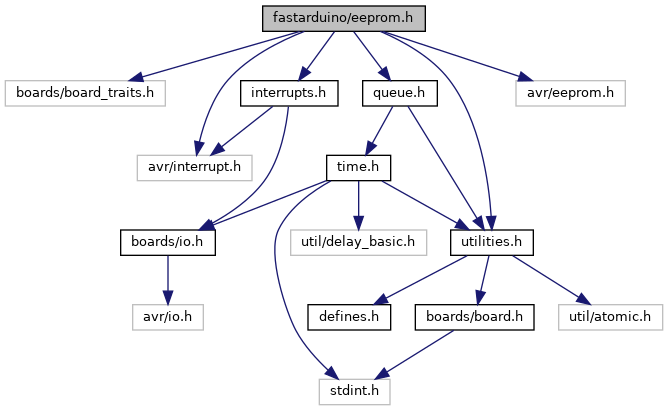 fastarduino/eeprom.h
boards/board_traits.h
interrupts.h
queue.h
avr/eeprom.h
avr/interrupt.h
time.h
boards/io.h
util/delay_basic.h
utilities.h
avr/io.h
defines.h
boards/board.h
util/atomic.h
stdint.h